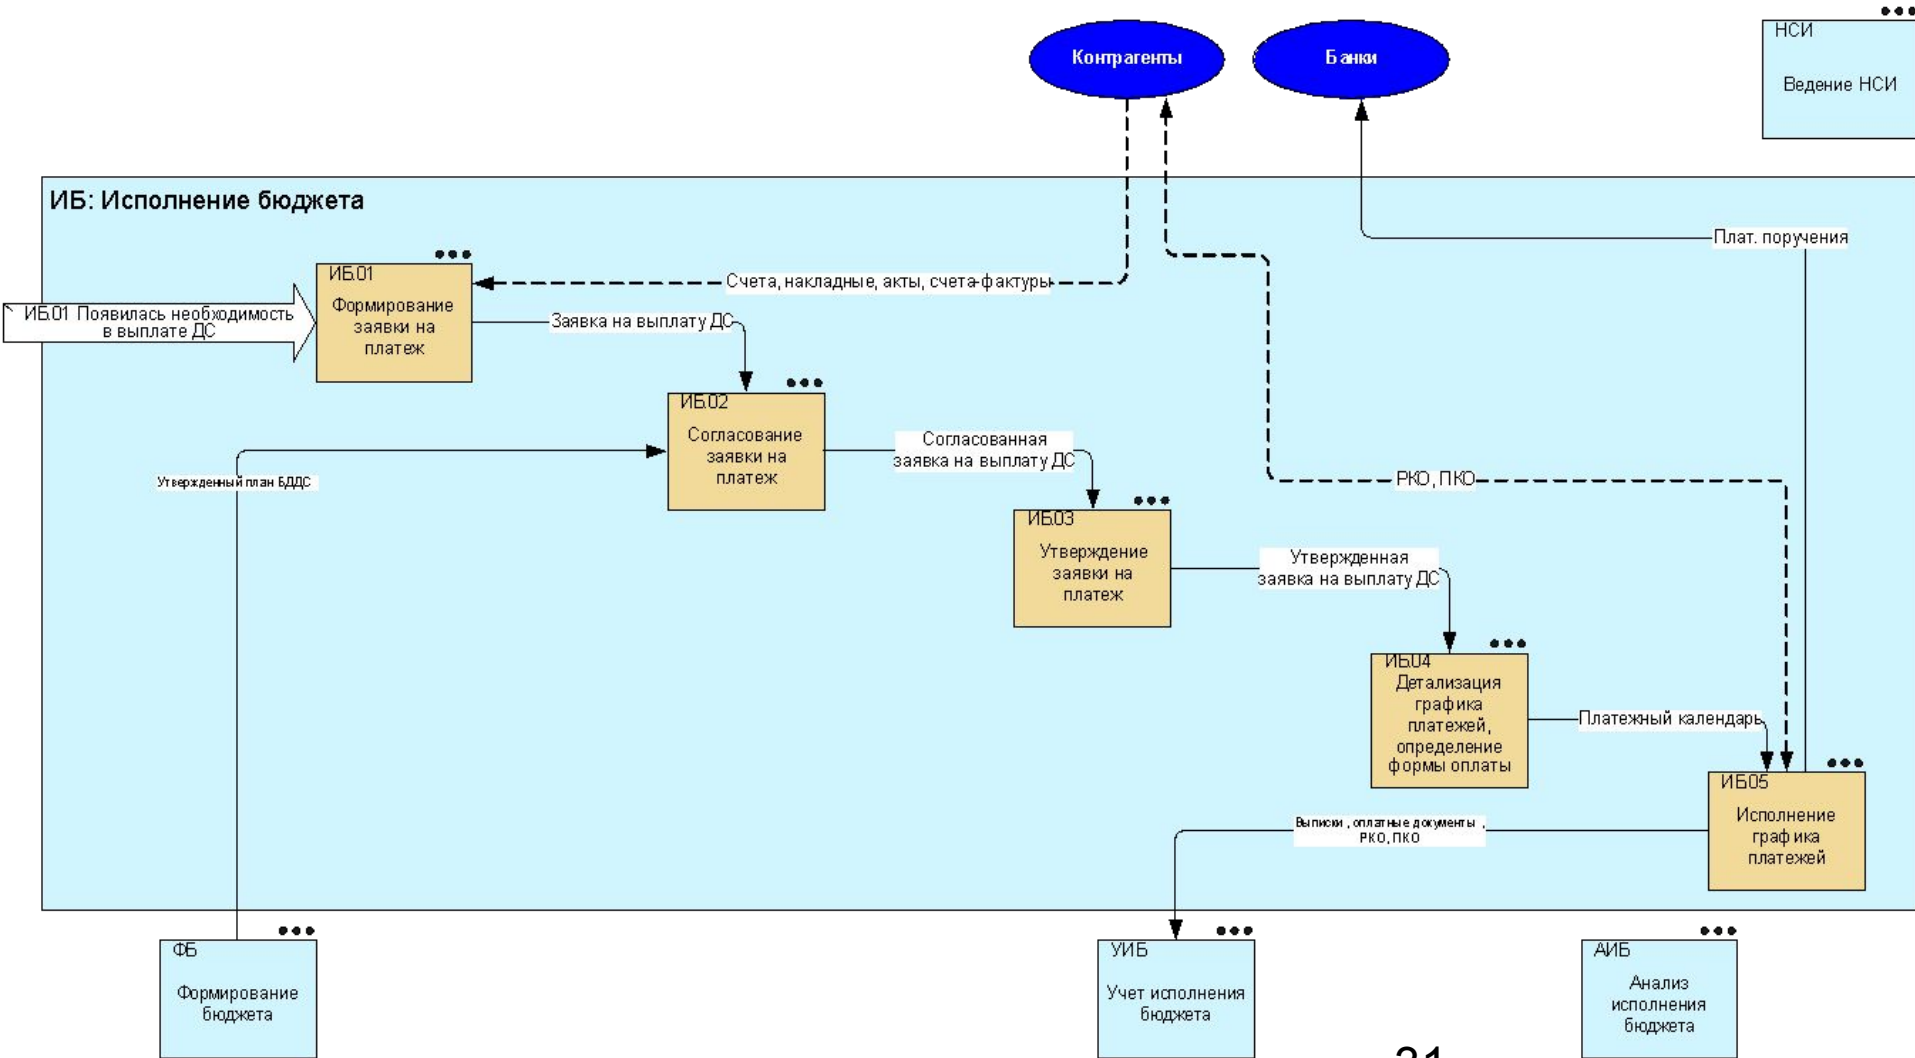 Контрагенты
Банки
НСИ
Ведение НСИ
ИБ: Исполнение бюджета
Плат. поручения
ИБ.01
Формирование
заявки на
платеж
Счета, накладные, акты, счета-фактуры
ИБ.01 Появилась необходимость
в выплате ДС
Заявка на выплату ДС
ИБ.02
Согласование
заявки на
платеж
Согласованная
заявка на выплату ДС
Утвержденный план БДДС
РКО, ПКО
ИБ.03
Утверждение
заявки на
платеж
Утвержденная
заявка на выплату ДС
ИБ.04
Детализация
графика
платежей,
определение
формы оплаты
Платежный календарь
ИБ.05
Исполнение
графика
платежей
Выписки, оплатные документы ,
РКО, ПКО
ФБ
Формирование
бюджета
УИБ
Учет исполнения
бюджета
АИБ
Анализ
исполнения
бюджета